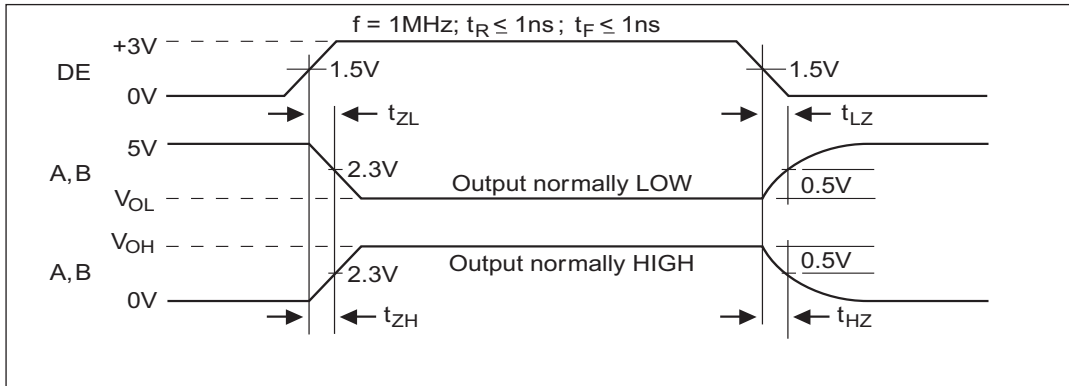 f = 1MHz; tR ≤ 1ns ; tF ≤ 1ns
+3V
DE
1.5V
1.5V
0V
tZL
tLZ
5V
A,B
2.3V
Output normally LOW
0.5V
VOL
VOH
A,B
2.3V
Output normally HIGH
0.5V
0V
tZH
tHZ